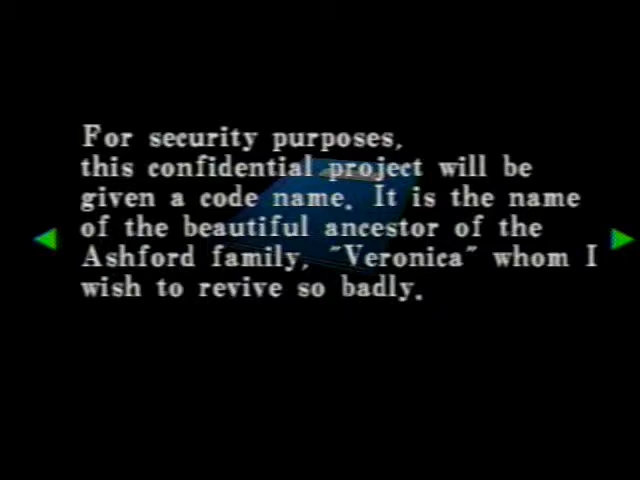 For security purposes,
this confidential project will be
given a code name. It is the name
of the beautiful ancestor of the
Ashford family, "Veronica" whom I
wish to revive so badly.